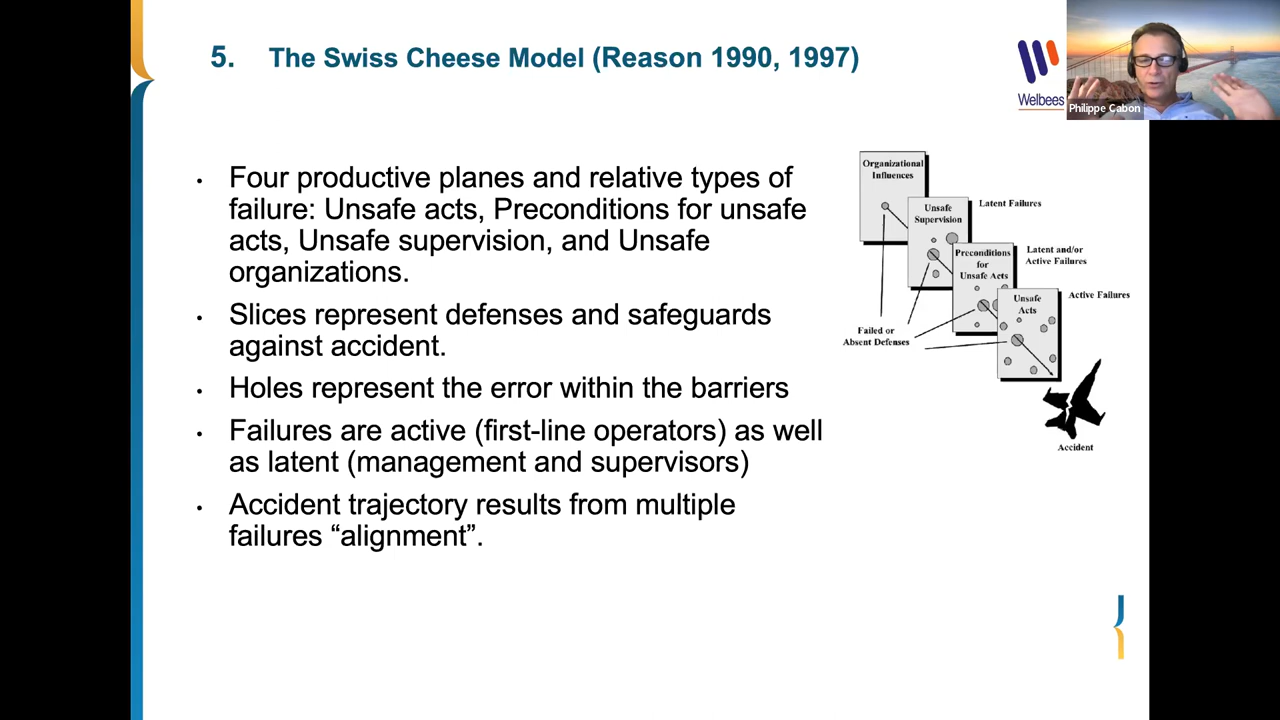 5. The Swiss Cheese Model (Reason 1990, 1997)
Welbees
Philippe Cabon
• Four productive planes and relative types of
failure: Unsafe acts, Preconditions for unsafe
acts, Unsafe supervision, and Unsafe
organizations.
• Slices represent defenses and safeguards
against accident.
• Holes represent the error within the barriers
• Failures are active (first-line operators) as well
as latent (management and supervisors)
• Accident trajectory results from multiple
failures “alignment”.
Organizational
Influences
Unsafe
Supervision
Latent Failures
Preconditions
for
Unsafe Acts
Latent and/or
Active Failures
Unsafe
Acts
Active Failures
Failed or
Absent Defenses
Accident